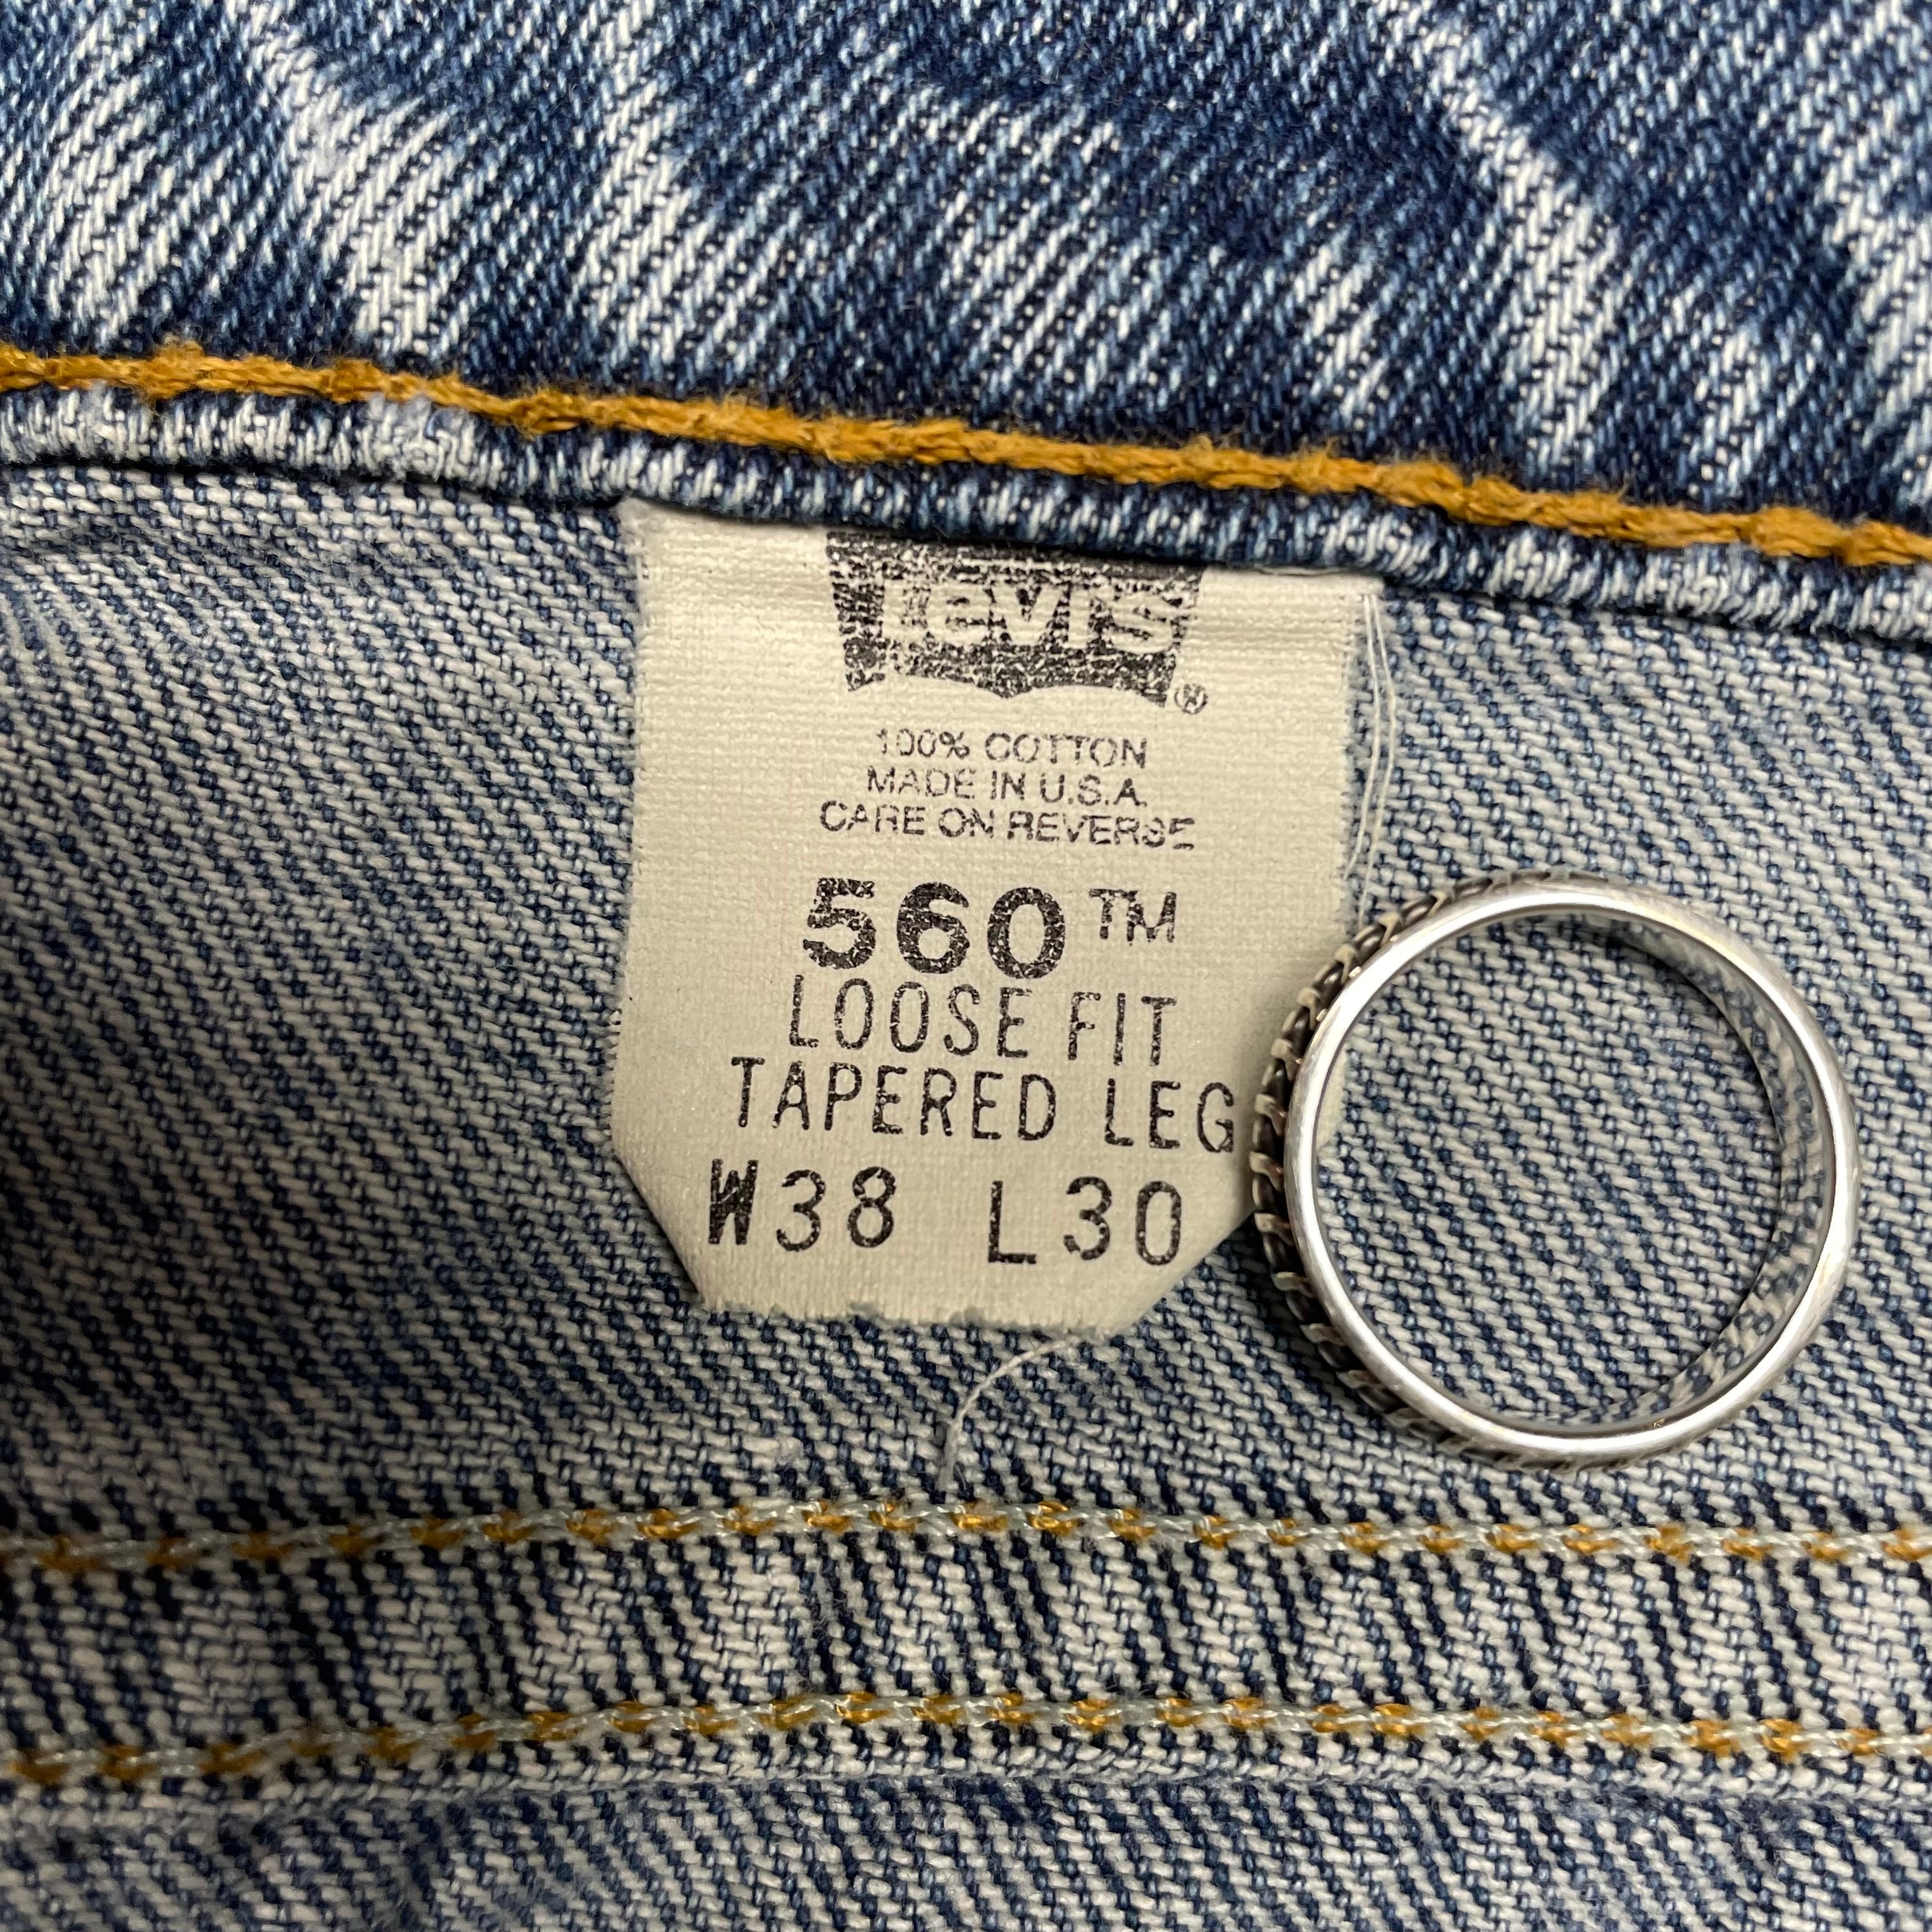 Levi's®
100% COTTON
MADE IN U.S.A.
CARE ON REVERSE
560™
LOOSE FIT
TAPERED LEG
W38 L30